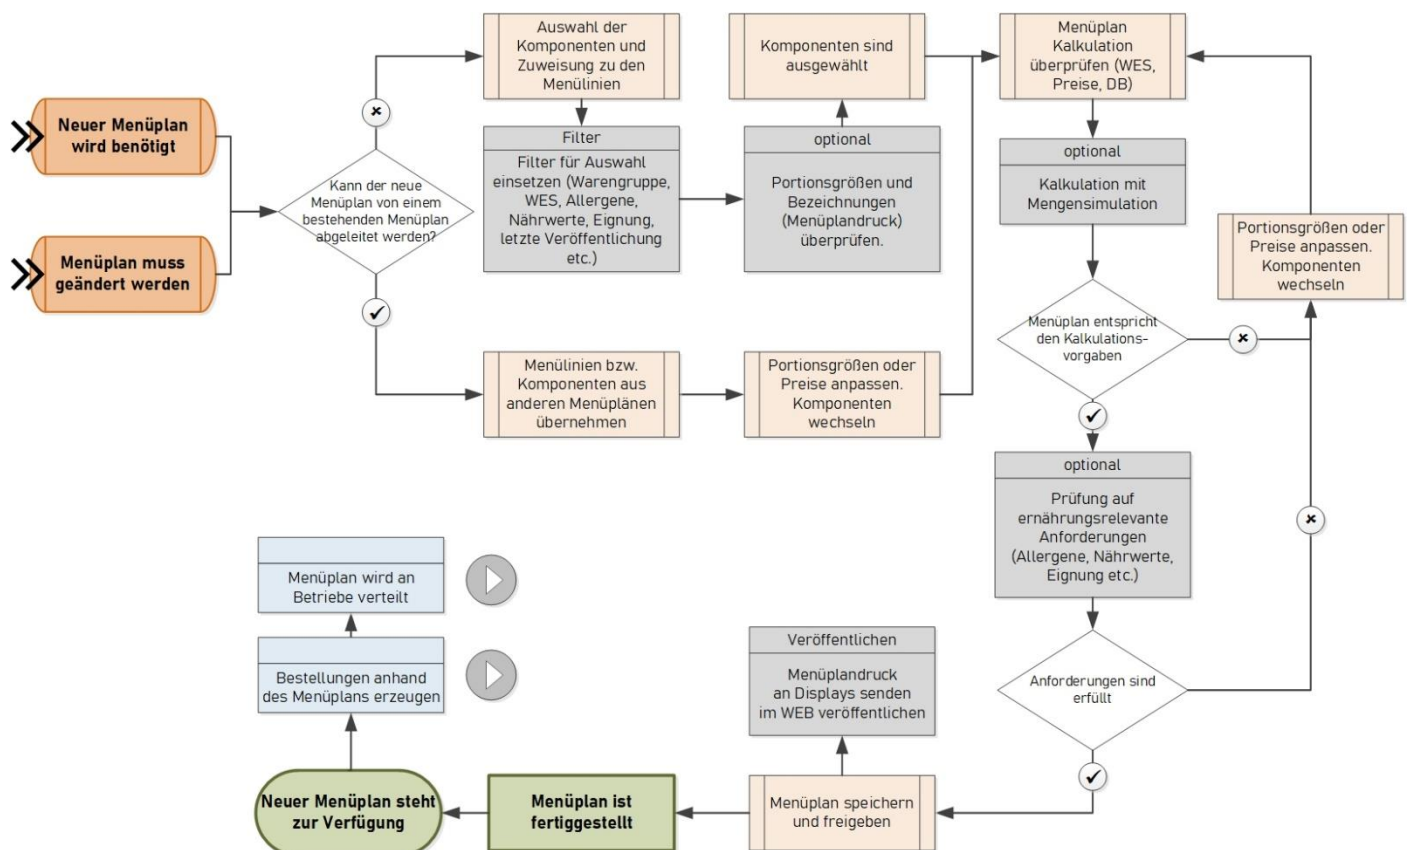 Neuer Menüplan
wird benötigt
Menüplan muss
geändert werden
Kann der neue
Menüplan von einem
bestehenden Menüplan
abgeleitet werden?
Auswahl der
Komponenten und
Zuweisung zu den
Menülinien
Filter
Filter für Auswahl
einsetzen (Warengruppe,
WES, Allergene,
Nährwerte, Eignung,
letzte Veröffentlichung
etc.)
optional
Portionsgrößen und
Bezeichnungen
(Menüplandruck)
überprüfen.
Komponenten sind
ausgewählt
Menülinien bzw.
Komponenten aus
anderen Menüplänen
übernehmen
Portionsgrößen oder
Preise anpassen.
Komponenten
wechseln
Menüplan
Kalkulation
überprüfen (WES,
Preise, DB)
optional
Kalkulation mit
Mengensimulation
Menüplan entspricht
den Kalkulations-
vorgaben
Portionsgrößen oder
Preise anpassen.
Komponenten
wechseln
optional
Prüfung auf
ernährungsrelevante
Anforderungen
(Allergene, Nährwerte,
Eignung etc.)
Anforderungen sind
erfüllt
Menüplan speichern
und freigeben
Veröffentlichen
Menüplandruck
an Displays senden
im WEB veröffentlichen
Menüplan ist
fertiggestellt
Neuer Menüplan steht
zur Verfügung
Bestellungen anhand
des Menüplans erzeugen
Menüplan wird an
Betriebe verteilt